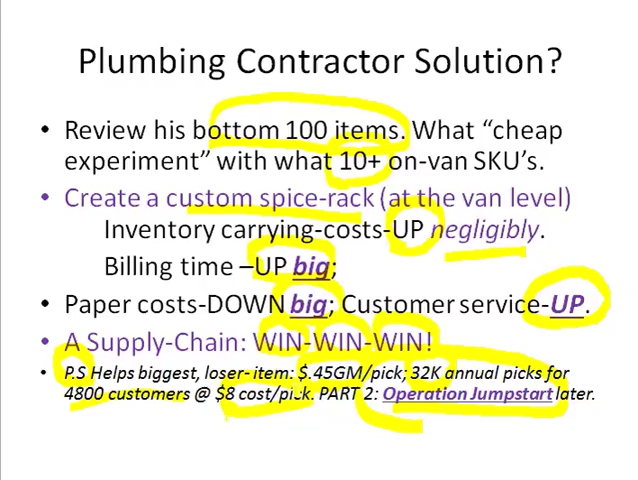 Plumbing Contractor Solution?
• Review his bottom 100 items. What “cheap
experiment” with what 10+ on-van SKU’s.
• Create a custom spice-rack (at the van level)
Inventory carrying-costs-UP negligibly.
Billing time –UP big;
• Paper costs-DOWN big; Customer service-UP.
• A Supply-Chain: WIN-WIN-WIN!
• P.S Helps biggest, loser- item: $.45GM/pick; 32K annual picks for
4800 customers @ $8 cost/pick. PART 2: Operation Jumpstart later.